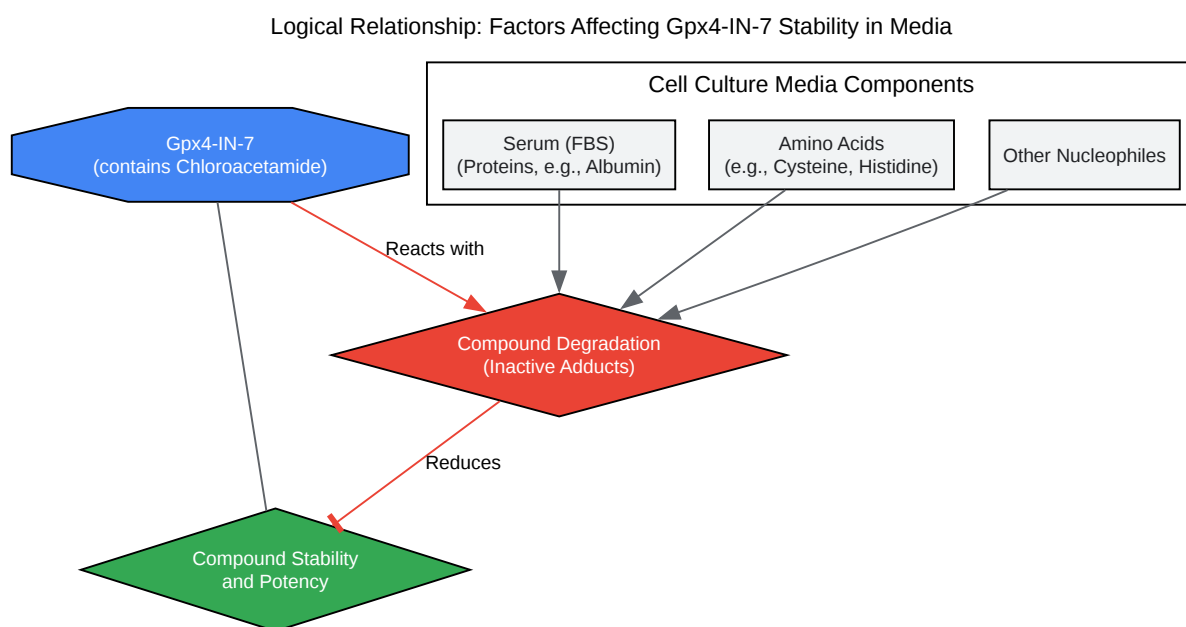 Logical Relationship: Factors Affecting Gpx4-IN-7 Stability in Media
Cell Culture Media Components
Gpx4-IN-7
(contains Chloroacetamide)
Serum (FBS)
(Proteins, e.g., Albumin)
Amino Acids
(e.g., Cysteine, Histidine)
Other Nucleophiles
Reacts with
Compound Degradation
(Inactive Adducts)
Reduces
Compound Stability
and Potency